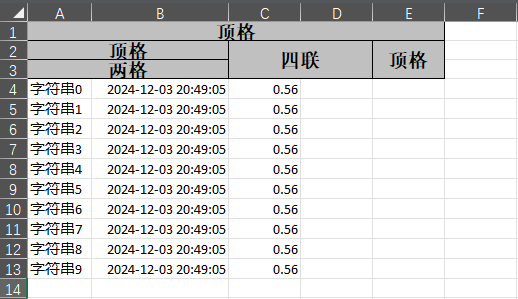 A B C D E F
1 顶格
2 顶格 四联 顶格
3 两格
4 字符串0 2024-12-03 20:49:05 0.56
5 字符串1 2024-12-03 20:49:05 0.56
6 字符串2 2024-12-03 20:49:05 0.56
7 字符串3 2024-12-03 20:49:05 0.56
8 字符串4 2024-12-03 20:49:05 0.56
9 字符串5 2024-12-03 20:49:05 0.56
10 字符串6 2024-12-03 20:49:05 0.56
11 字符串7 2024-12-03 20:49:05 0.56
12 字符串8 2024-12-03 20:49:05 0.56
13 字符串9 2024-12-03 20:49:05 0.56
14